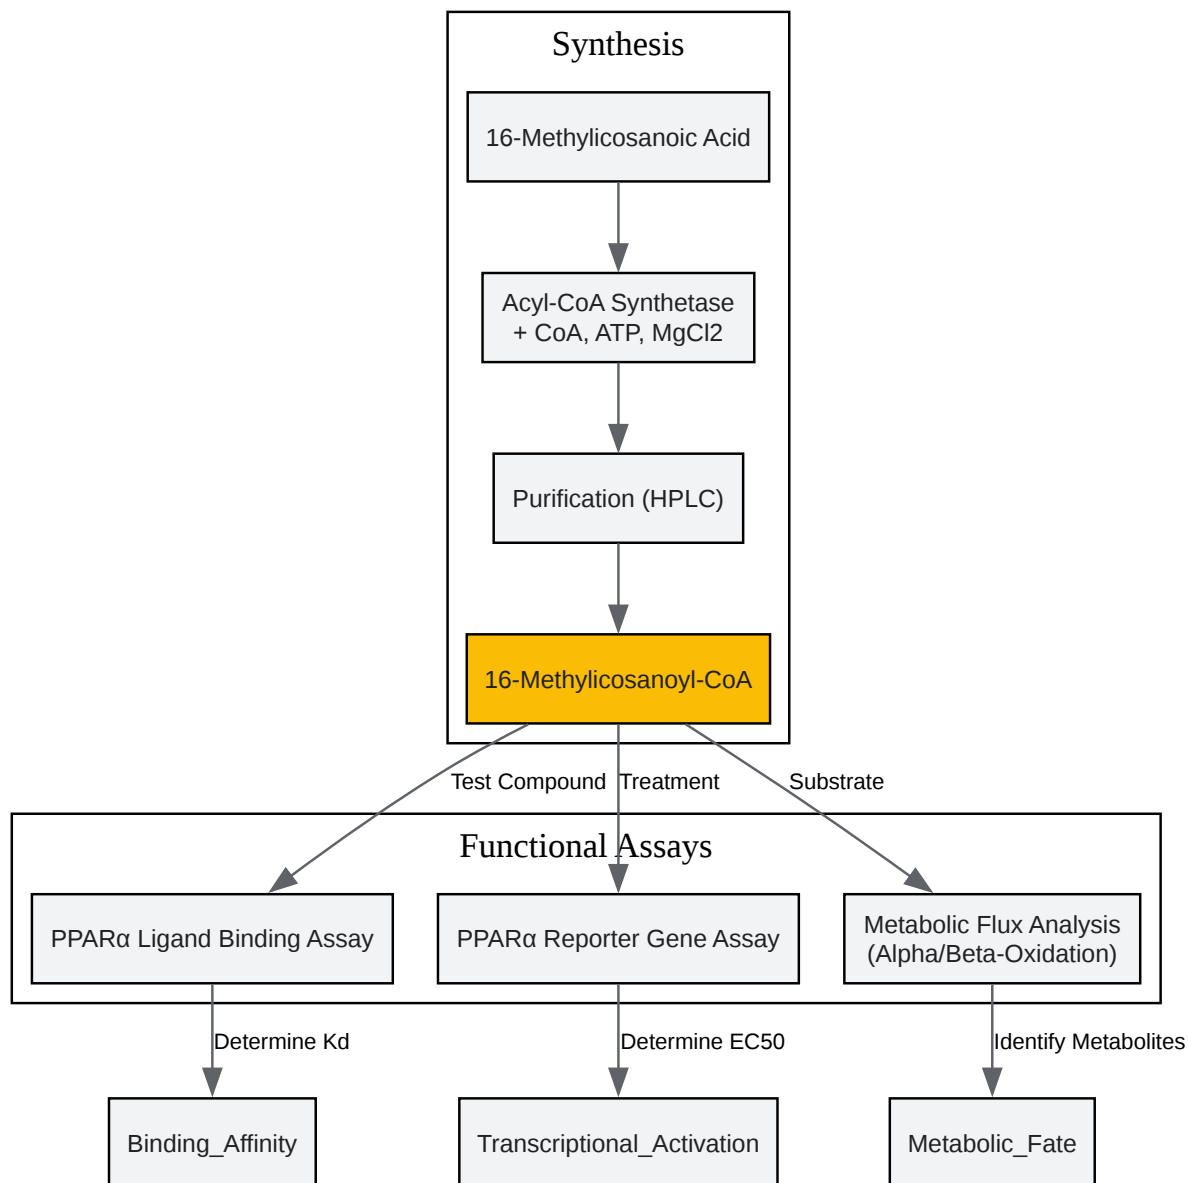 Synthesis
16-Methylicosanoic Acid
Acyl-CoA Synthetase
+ CoA, ATP, MgCl2
Purification (HPLC)
16-Methylicosanoyl-CoA
Test Compound
Treatment
Substrate
Functional Assays
PPARα Ligand Binding Assay
PPARα Reporter Gene Assay
Metabolic Flux Analysis
(Alpha/Beta-Oxidation)
Determine Kd
Determine EC50
Identify Metabolites
Binding_Affinity
Transcriptional_Activation
Metabolic_Fate